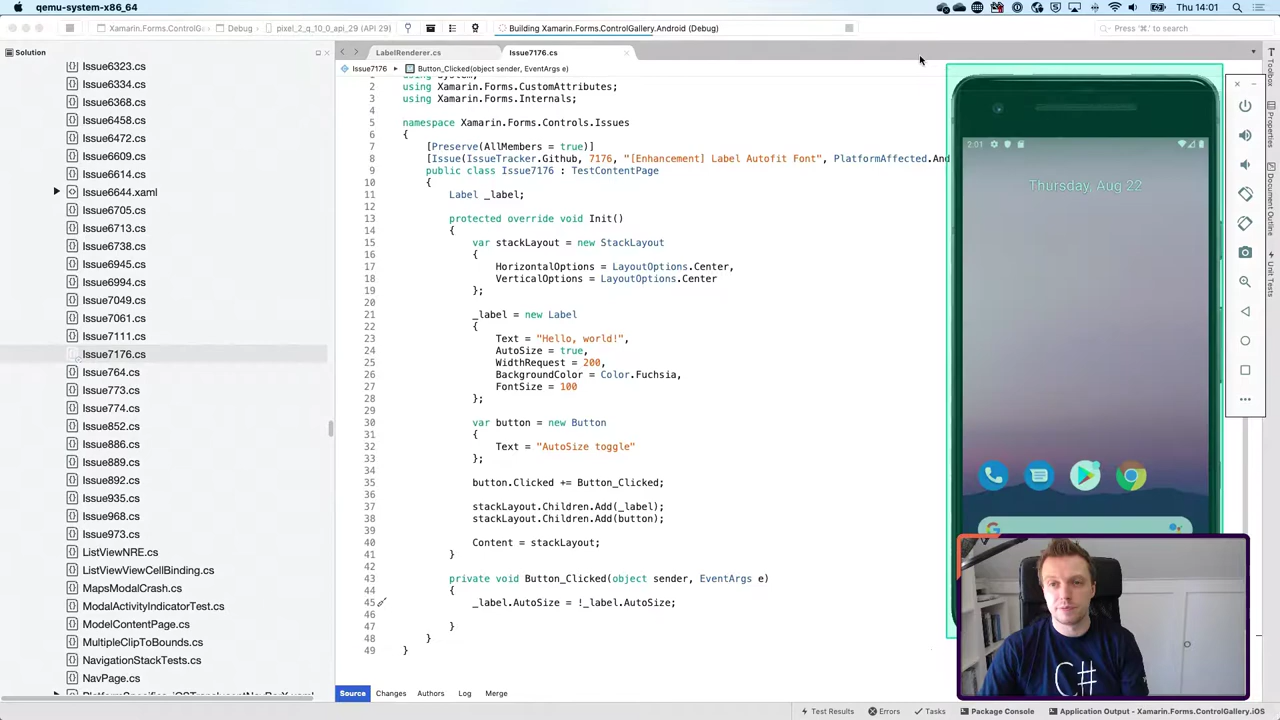 qemu-system-x86_64
Thu 14:01
Xamarin.Forms.ControlGa
Debug
pixel_2_q_10_0_api_29 (API 29)
Building Xamarin.Forms.ControlGallery.Android (Debug)
Press '⌘.' to search
Solution
LabelRenderer.cs
Issue7176.cs
Issue7176
Button_Clicked(object sender, EventArgs e)
Issue6323.cs
Issue6334.cs
Issue6368.cs
Issue6458.cs
Issue6472.cs
Issue6609.cs
Issue6614.cs
Issue6644.xaml
Issue6705.cs
Issue6713.cs
Issue6738.cs
Issue6945.cs
Issue6994.cs
Issue7049.cs
Issue7061.cs
Issue7111.cs
Issue7176.cs
Issue764.cs
Issue773.cs
Issue774.cs
Issue852.cs
Issue886.cs
Issue889.cs
Issue892.cs
Issue935.cs
Issue968.cs
Issue973.cs
ListViewNRE.cs
ListViewViewCellBinding.cs
MapsModalCrash.cs
ModalActivityIndicatorTest.cs
ModelContentPage.cs
MultipleClipToBounds.cs
NavigationStackTests.cs
NavPage.cs
1 using System;
2 using Xamarin.Forms.CustomAttributes;
3 using Xamarin.Forms.Internals;
4
5 namespace Xamarin.Forms.Controls.Issues
6 {
7 [Preserve(AllMembers = true)]
8 [Issue(IssueTracker.Github, 7176, "[Enhancement] Label Autofit Font", PlatformAffected.And
9 public class Issue7176 : TestContentPage
10 {
11 Label _label;
12
13 protected override void Init()
14 {
15 var stackLayout = new StackLayout
16 {
17 HorizontalOptions = LayoutOptions.Center,
18 VerticalOptions = LayoutOptions.Center
19 };
20
21 _label = new Label
22 {
23 Text = "Hello, world!",
24 AutoSize = true,
25 WidthRequest = 200,
26 BackgroundColor = Color.Fuchsia,
27 FontSize = 100
28 };
29
30 var button = new Button
31 {
32 Text = "AutoSize toggle"
33 };
34
35 button.Clicked += Button_Clicked;
36
37 stackLayout.Children.Add(_label);
38 stackLayout.Children.Add(button);
39
40 Content = stackLayout;
41 }
42
43 private void Button_Clicked(object sender, EventArgs e)
44 {
45 _label.AutoSize = !_label.AutoSize;
46
47 }
48 }
49 }
2:01
Thursday, Aug 22
G
C#
Toolbox
Properties
Document Outline
Unit Tests
Source
Changes
Authors
Log
Merge
Test Results
Errors
Tasks
Package Console
Application Output - Xamarin.Forms.ControlGallery.iOS